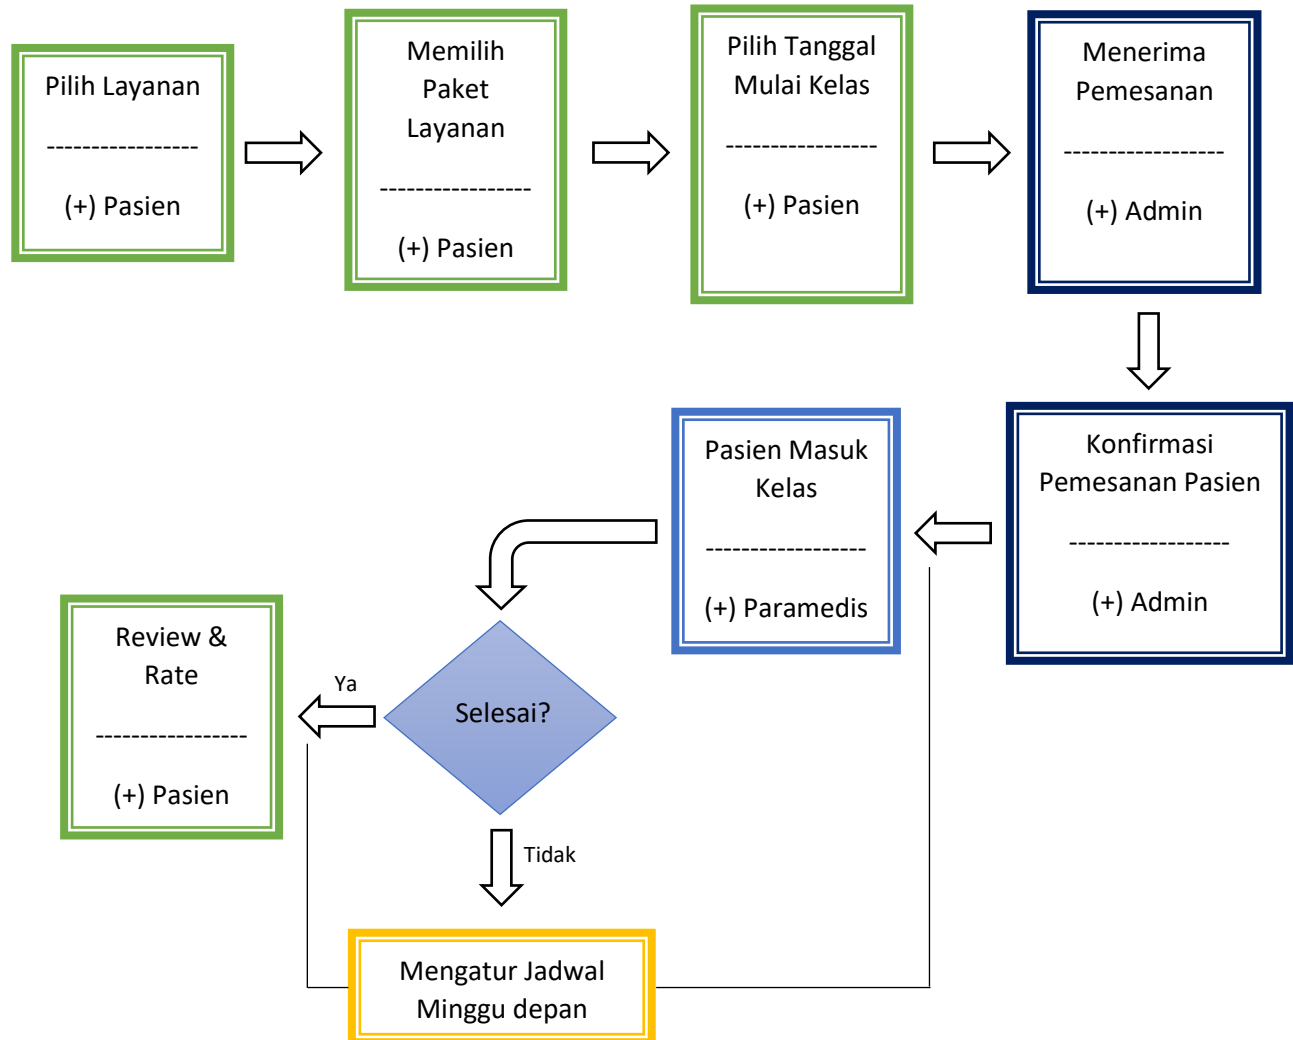 Pilih Layanan
-----------------
(+) Pasien
Memilih
Paket
Layanan
-----------------
(+) Pasien
Pilih Tanggal
Mulai Kelas
-----------------
(+) Pasien
Menerima
Pemesanan
------------------
(+) Admin
Konfirmasi
Pemesanan Pasien
------------------
(+) Admin
Pasien Masuk
Kelas
------------------
(+) Paramedis
Selesai?
Ya
Review &
Rate
-----------------
(+) Pasien
Tidak
Mengatur Jadwal
Minggu depan